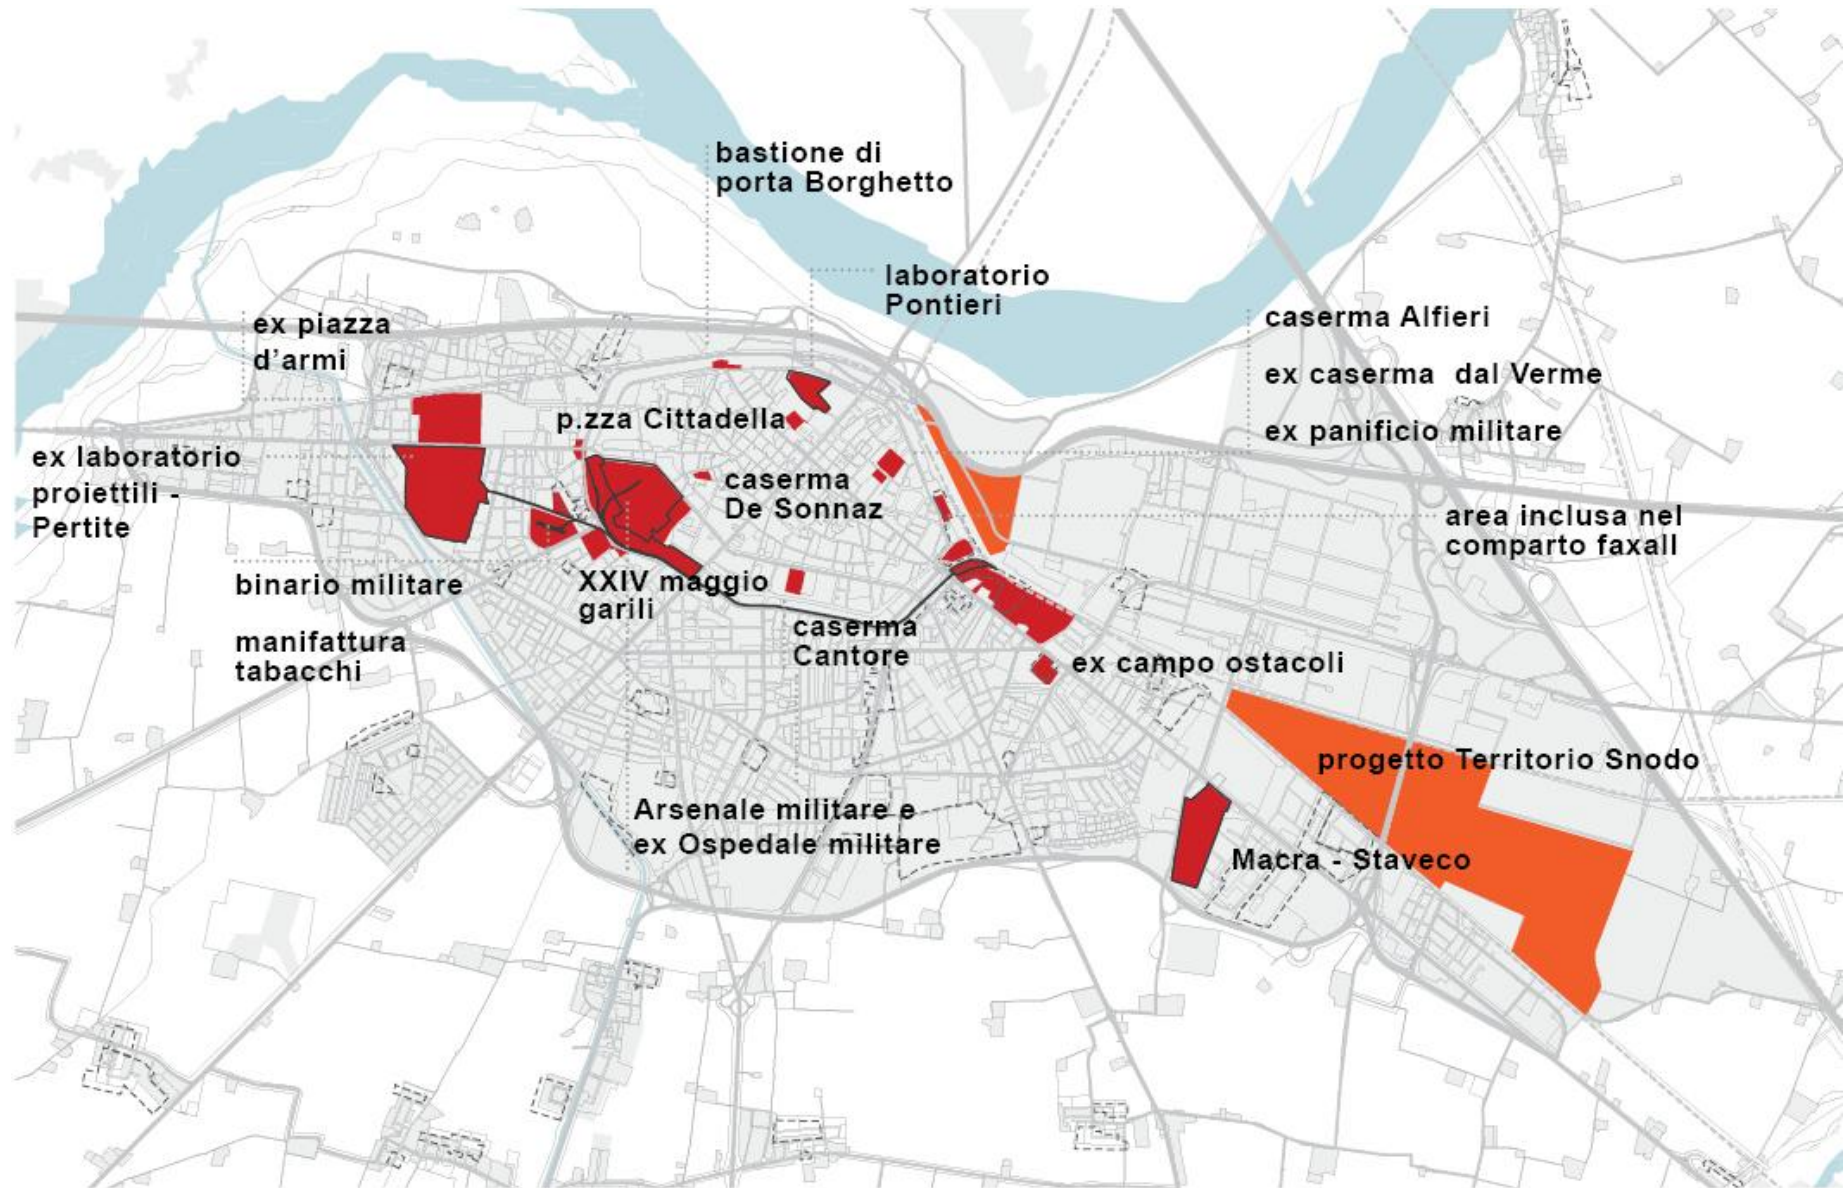 bastione di
porta Borghetto
laboratorio
Pontieri
ex piazza
d'armi
caserma Alfieri
ex caserma dal Verme
ex panificio militare
p.zza Cittadella
ex laboratorio
proiettili -
Pertite
caserma
De Sonnaz
area inclusa nel
comparto faxall
binario militare
XXIV maggio
garili
manifattura
tabacchi
caserma
Cantore
ex campo ostacoli
progetto Territorio Snodo
Arsenale militare e
ex Ospedale militare
Macra - Staveco